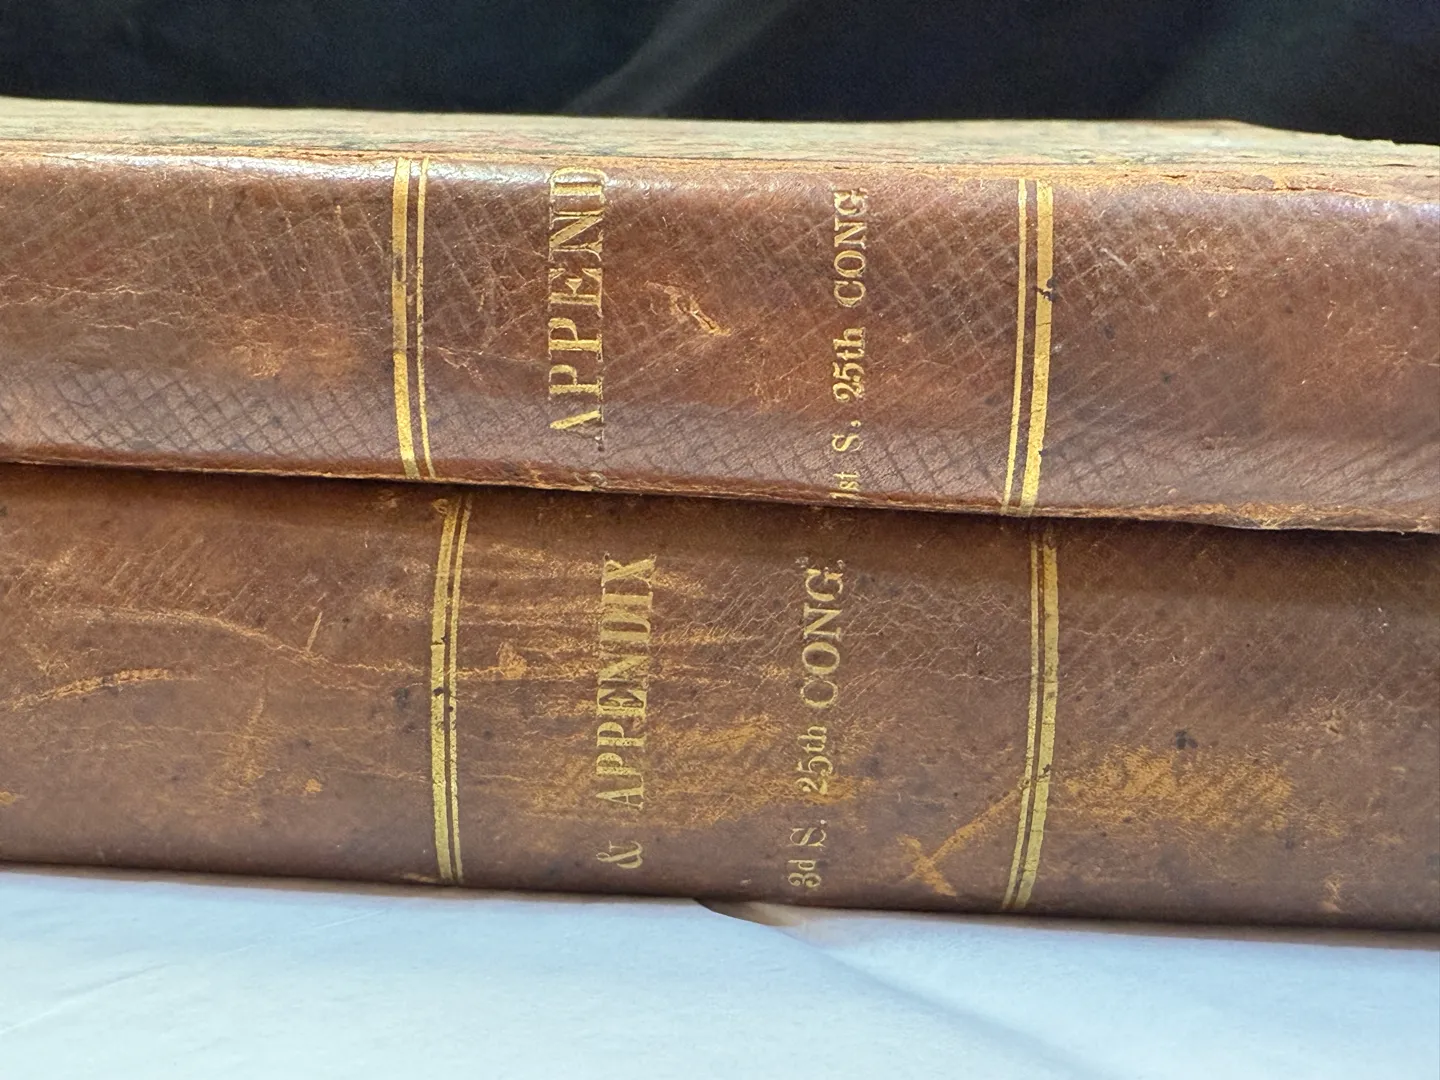 APPEND
1st S. 25th CONG
& APPENDIX
3d S. 25th CONG.